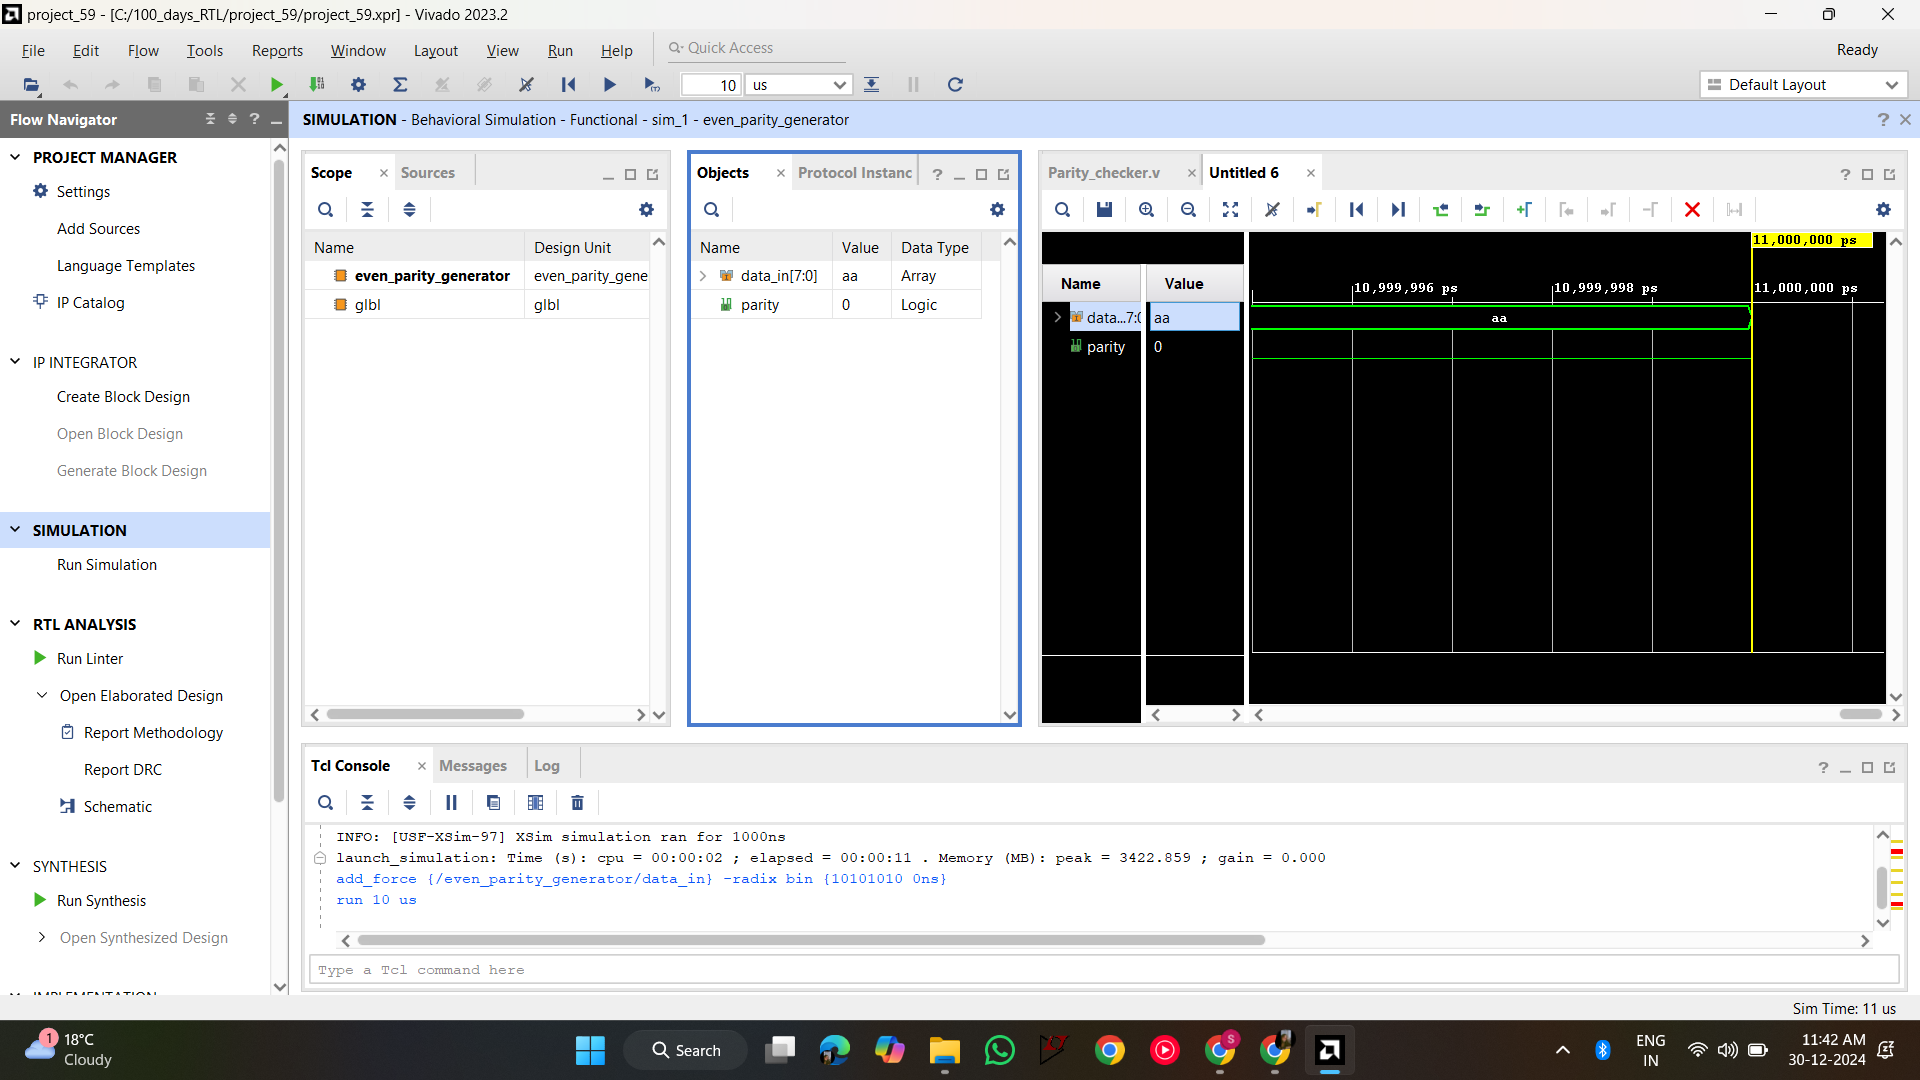 project_59 - [C:/100_days_RTL/project_59/project_59.xpr] - Vivado 2023.2
File Edit Flow Tools Reports Window Layout View Run Help
Quick Access
Ready
10 us
Default Layout
Flow Navigator
SIMULATION - Behavioral Simulation - Functional - sim_1 - even_parity_generator
PROJECT MANAGER
Settings
Add Sources
Language Templates
IP Catalog
IP INTEGRATOR
Create Block Design
Open Block Design
Generate Block Design
SIMULATION
Run Simulation
RTL ANALYSIS
Run Linter
Open Elaborated Design
Report Methodology
Report DRC
Schematic
SYNTHESIS
Run Synthesis
Open Synthesized Design
IMPLEMENTATION
Scope Sources
Name Design Unit
even_parity_generator even_parity_gene
glbl glbl
Objects Protocol Instanc
Name Value Data Type
data_in[7:0] aa Array
parity 0 Logic
Parity_checker.v Untitled 6
11,000,000 ps
Name Value
10,999,996 ps 10,999,998 ps 11,000,000 ps
data...7:0 aa aa
parity 0
Tcl Console Messages Log
INFO: [USF-XSim-97] XSim simulation ran for 1000ns
launch_simulation: Time (s): cpu = 00:00:02 ; elapsed = 00:00:11 . Memory (MB): peak = 3422.859 ; gain = 0.000
add_force {/even_parity_generator/data_in} -radix bin {10101010 0ns}
run 10 us
Type a Tcl command here
Sim Time: 11 us
1
18°C
Cloudy
Search
S
ENG
IN
11:42 AM
30-12-2024